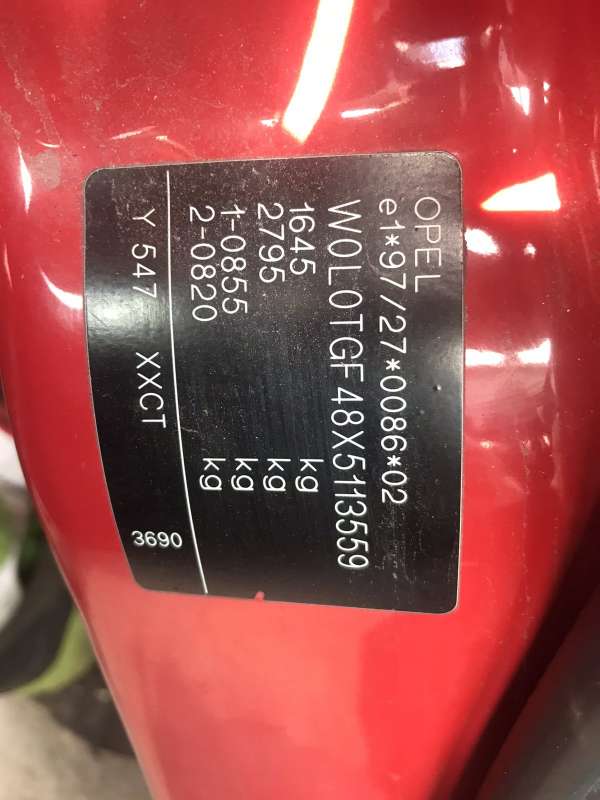 OPEL
e1*97/27*0086*02
W0L0TGF48X5113559
1645 kg
2795 kg
1-0855 kg
2-0820 kg
Y 547 XXCT 3690